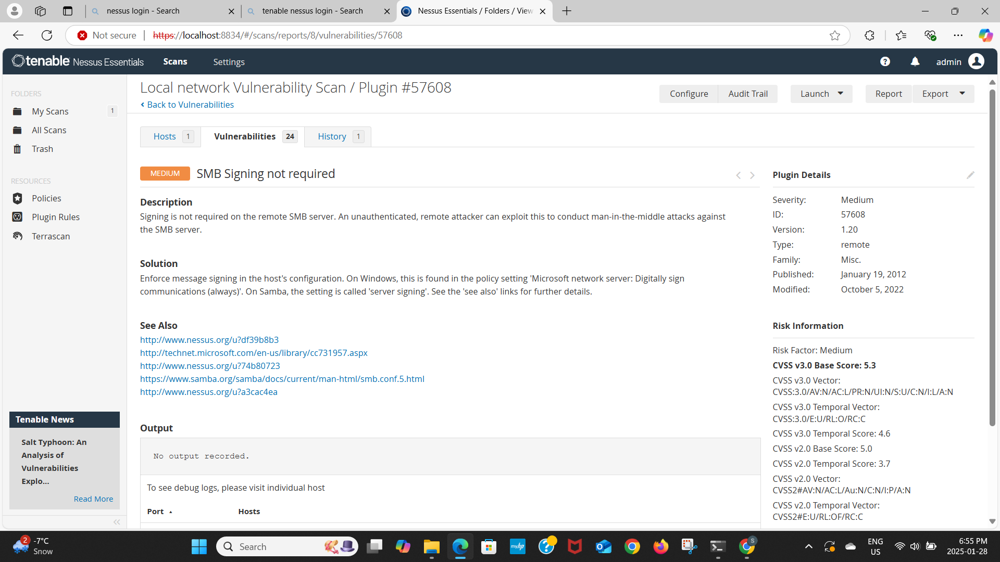 nessus login - Search
tenable nessus login - Search
Nessus Essentials / Folders / View
Not secure
https://localhost:8834/#/scans/reports/8/vulnerabilities/57608
tenable Nessus Essentials
Scans
Settings
admin
FOLDERS
My Scans 1
All Scans
Trash
RESOURCES
Policies
Plugin Rules
Terrascan
Tenable News
Salt Typhoon: An
Analysis of
Vulnerabilities
Explo...
Read More
Local network Vulnerability Scan / Plugin #57608
Back to Vulnerabilities
Configure
Audit Trail
Launch
Report
Export
Hosts 1
Vulnerabilities 24
History 1
MEDIUM SMB Signing not required
Description
Signing is not required on the remote SMB server. An unauthenticated, remote attacker can exploit this to conduct man-in-the-middle attacks against
the SMB server.
Solution
Enforce message signing in the host's configuration. On Windows, this is found in the policy setting 'Microsoft network server: Digitally sign
communications (always)'. On Samba, the setting is called 'server signing'. See the 'see also' links for further details.
See Also
http://www.nessus.org/u?df39b8b3
http://technet.microsoft.com/en-us/library/cc731957.aspx
http://www.nessus.org/u?74b80723
https://www.samba.org/samba/docs/current/man-html/smb.conf.5.html
http://www.nessus.org/u?a3cac4ea
Output
No output recorded.
To see debug logs, please visit individual host
Port Hosts
Plugin Details
Severity: Medium
ID: 57608
Version: 1.20
Type: remote
Family: Misc.
Published: January 19, 2012
Modified: October 5, 2022
Risk Information
Risk Factor: Medium
CVSS v3.0 Base Score: 5.3
CVSS v3.0 Vector:
CVSS:3.0/AV:N/AC:L/PR:N/UI:N/S:U/C:N/I:L/A:N
CVSS v3.0 Temporal Vector:
CVSS:3.0/E:U/RL:O/RC:C
CVSS v3.0 Temporal Score: 4.6
CVSS v2.0 Base Score: 5.0
CVSS v2.0 Temporal Score: 3.7
CVSS v2.0 Vector:
CVSS2#AV:N/AC:L/Au:N/C:N/I:P/A:N
CVSS v2.0 Temporal Vector:
CVSS2#E:U/RL:OF/RC:C
2
-7°C
Snow
Search
myhp
S
ENG
US
6:55 PM
2025-01-28